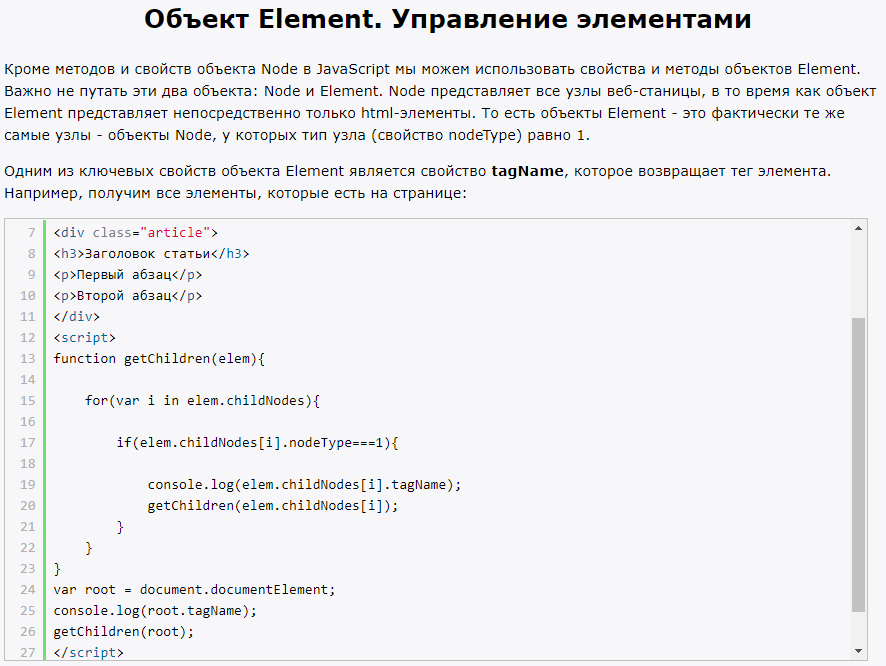 Объект Element. Управление элементами
Кроме методов и свойств объекта Node в JavaScript мы можем использовать свойства и методы объектов Element.
Важно не путать эти два объекта: Node и Element. Node представляет все узлы веб-станицы, в то время как объект
Element представляет непосредственно только html-элементы. То есть объекты Element - это фактически те же
самые узлы - объекты Node, у которых тип узла (свойство nodeType) равно 1.
Одним из ключевых свойств объекта Element является свойство tagName, которое возвращает тег элемента.
Например, получим все элементы, которые есть на странице:
7 <div class="article">
8 <h3>Заголовок статьи</h3>
9 <p>Первый абзац</p>
10 <p>Второй абзац</p>
11 </div>
12 <script>
13 function getChildren(elem){
14
15     for(var i in elem.childNodes){
16
17         if(elem.childNodes[i].nodeType===1){
18
19             console.log(elem.childNodes[i].tagName);
20             getChildren(elem.childNodes[i]);
21         }
22     }
23 }
24 var root = document.documentElement;
25 console.log(root.tagName);
26 getChildren(root);
27 </script>